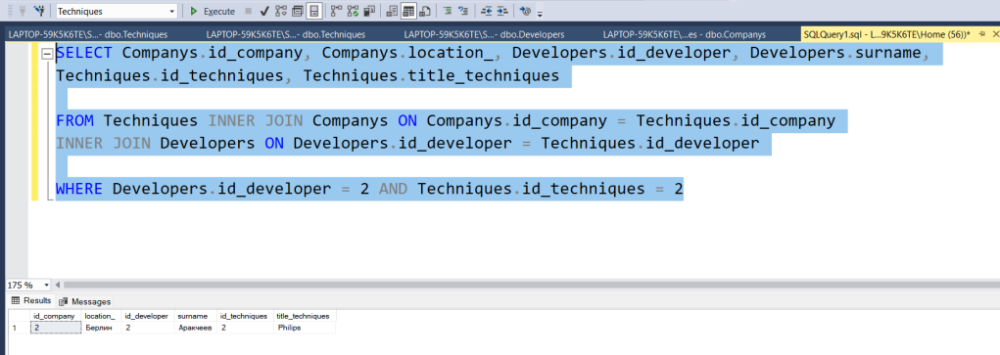 Techniques
Execute
LAPTOP-59K5K6TE\S...- dbo.Techniques
LAPTOP-59K5K6TE\S... - dbo.Techniques
LAPTOP-59K5K6TE\S...- dbo.Developers
LAPTOP-59K5K6TE\...es - dbo.Companys
SQLQuery1.sql - L...9K5K6TE\Home (56))*
SELECT Companys.id_company, Companys.location_, Developers.id_developer, Developers.surname,
Techniques.id_techniques, Techniques.title_techniques
FROM Techniques INNER JOIN Companys ON Companys.id_company = Techniques.id_company
INNER JOIN Developers ON Developers.id_developer = Techniques.id_developer
WHERE Developers.id_developer = 2 AND Techniques.id_techniques = 2
175 %
Results Messages
id_company location_ id_developer surname id_techniques title_techniques
1 2 Берлин 2 Аракчеев 2 Philips